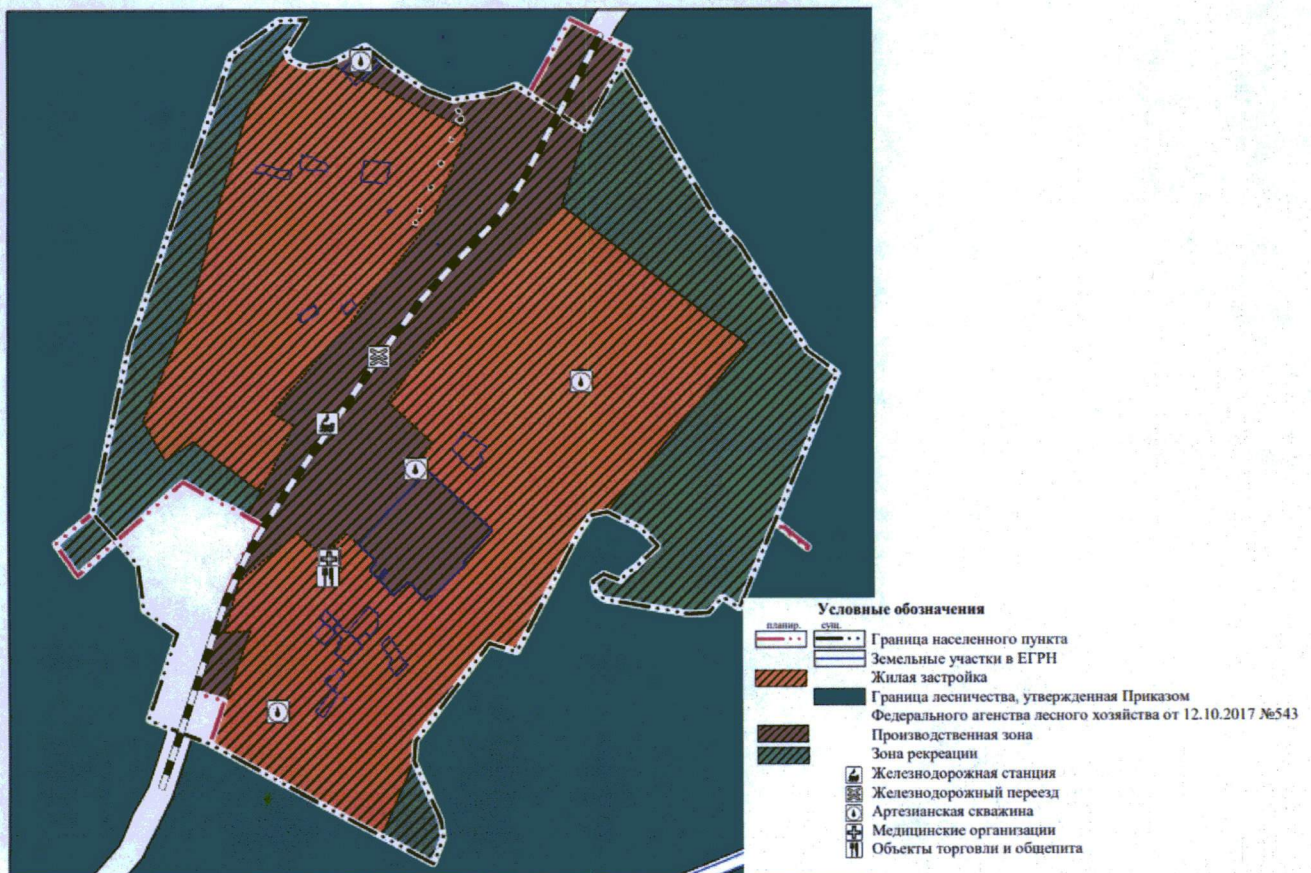 Условные обозначения
планир. сущ.
Граница населенного пункта
Земельные участки в ЕГРН
Жилая застройка
Граница лесничества, утвержденная Приказом
Федерального агенства лесного хозяйства от 12.10.2017 №543
Производственная зона
Зона рекреации
Железнодорожная станция
Железнодорожный переезд
Артезианская скважина
Медицинские организации
Объекты торговли и общепита